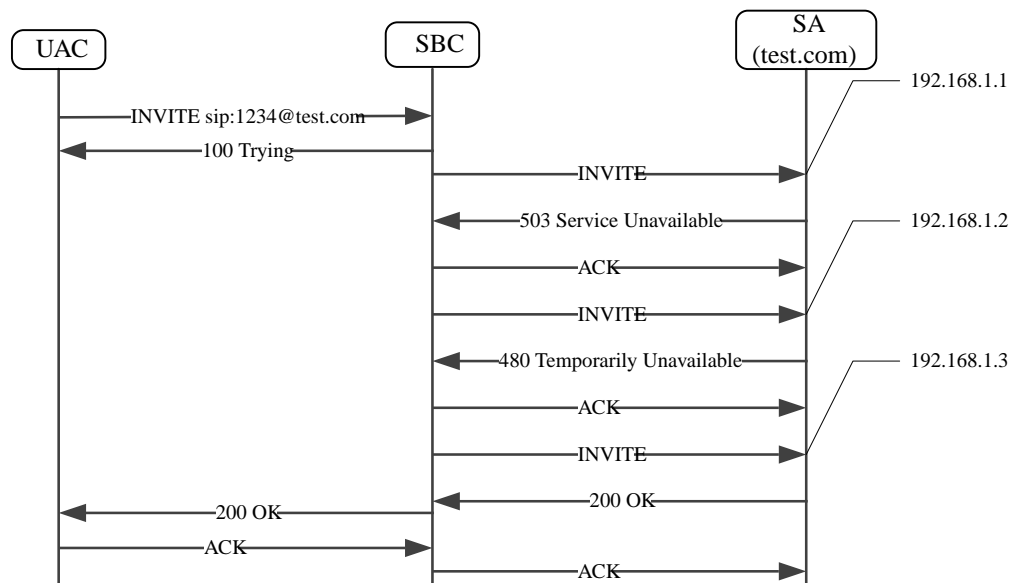 UAC
SBC
SA
(test.com)
192.168.1.1
INVITE sip:1234@test.com
100 Trying
INVITE
503 Service Unavailable
192.168.1.2
ACK
INVITE
480 Temporarily Unavailable
192.168.1.3
ACK
INVITE
200 OK
200 OK
ACK
ACK